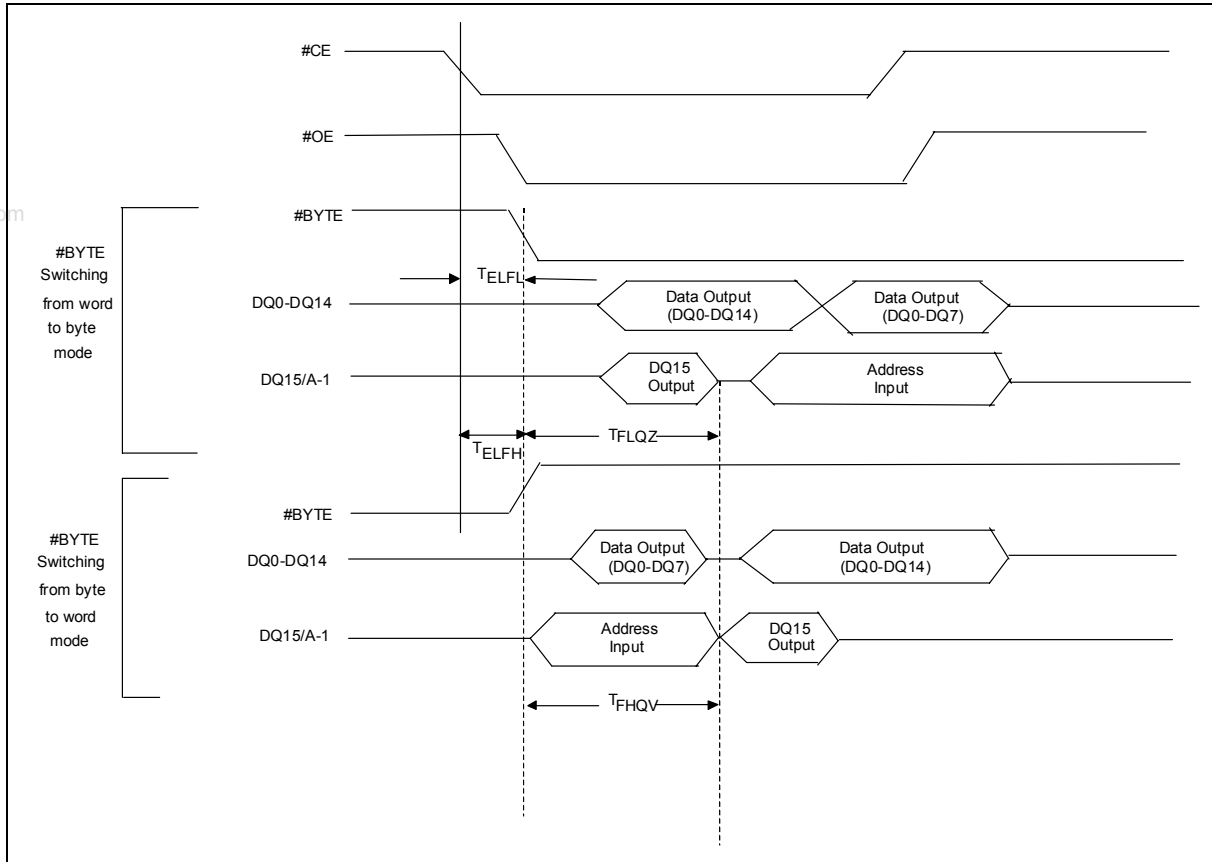 #CE
#OE
om
#BYTE
#BYTE
Switching
from word
to byte
mode
TELFL
DQ0-DQ14
Data Output
(DQ0-DQ14)
Data Output
(DQ0-DQ7)
DQ15/A-1
DQ15
Output
Address
Input
TELFH
TFLQZ
#BYTE
#BYTE
Switching
from byte
to word
mode
DQ0-DQ14
Data Output
(DQ0-DQ7)
Data Output
(DQ0-DQ14)
DQ15/A-1
Address
Input
DQ15
Output
TFHQV